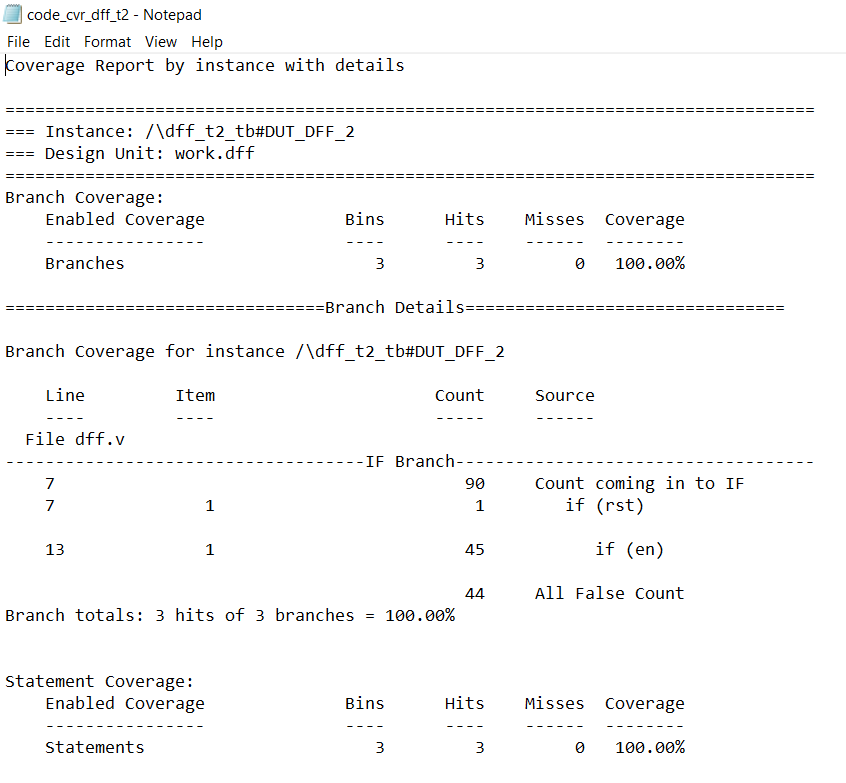 code_cvr_dff_t2 - Notepad
File Edit Format View Help
Coverage Report by instance with details
=================================================================================
=== Instance: /\dff_t2_tb#DUT_DFF_2
=== Design Unit: work.dff
=================================================================================
Branch Coverage:
    Enabled Coverage              Bins      Hits    Misses  Coverage
    ----------------              ----      ----    ------  --------
    Branches                         3         3         0   100.00%
================================Branch Details================================
Branch Coverage for instance /\dff_t2_tb#DUT_DFF_2
    Line         Item                      Count     Source
    ----         ----                      -----     ------
  File dff.v
------------------------------------IF Branch------------------------------------
    7                                         90     Count coming in to IF
    7               1                          1        if (rst)
    13              1                         45           if (en)
                                              44     All False Count
Branch totals: 3 hits of 3 branches = 100.00%
Statement Coverage:
    Enabled Coverage              Bins      Hits    Misses  Coverage
    ----------------              ----      ----    ------  --------
    Statements                       3         3         0   100.00%